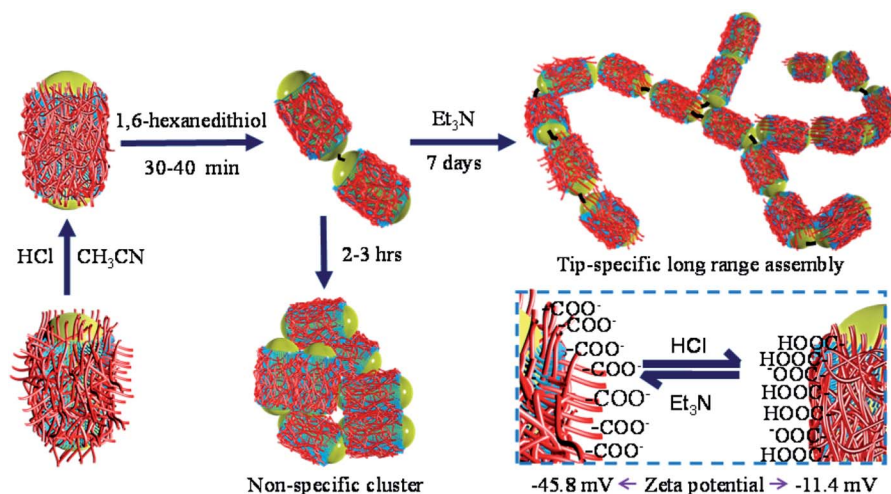 1,6-hexanedithiol
30-40 min
Et₃N
7 days
HCl CH₃CN
2-3 hrs
Tip-specific long range assembly
Non-specific cluster
-COO⁻
-COO⁻
-COO⁻
-COO⁻
-COO⁻
-COO⁻
-COO⁻
-COO⁻
HCl
Et₃N
HOOC-
HOOC-
⁻OOC-
HOOC-
HOOC-
HOOC-
⁻OOC-
HOOC-
HOOC-
-45.8 mV ← Zeta potential → -11.4 mV